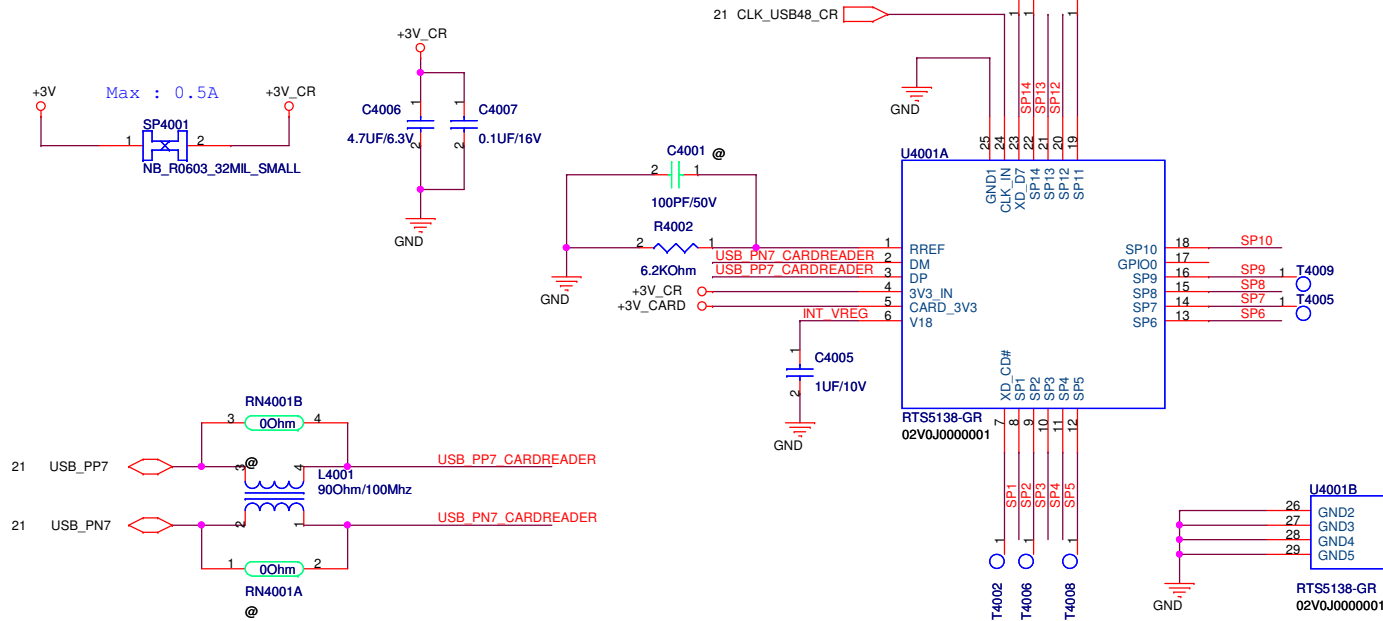 21 CLK_USB48_CR
1 1 1
+3V
Max : 0.5A
+3V_CR
SP4001
1 2
NB_R0603_32MIL_SMALL
+3V_CR
1 1
C4006 C4007
4.7UF/6.3V 0.1UF/16V
2 2
GND
GND
SP14
SP13
SP12
25
24
23
22
21
20
19
U4001A
GND1
CLK_IN
XD_D7
SP14
SP13
SP12
SP11
C4001 @
2 1
100PF/50V
R4002
2 1
6.2KOhm
GND
USB_PN7_CARDREADER
USB_PP7_CARDREADER
+3V_CR
+3V_CARD
INT_VREG
1 RREF
2 DM
3 DP
4 3V3_IN
5 CARD_3V3
6 V18
SP10 18 SP10
GPIO0 17
SP9 16 SP9 1 T4009
SP8 15 SP8
SP7 14 SP7 1 T4005
SP6 13 SP6
1
C4005
1UF/10V
2
GND
XD_CD#
SP1
SP2
SP3
SP4
SP5
RTS5138-GR
02V0J0000001
7
8
9
10
11
12
SP1
SP2
SP3
SP4
SP5
1 1 1
T4002
T4006
T4008
RN4001B
3 0Ohm 4
21 USB_PP7
@
3 4
L4001
90Ohm/100Mhz
USB_PP7_CARDREADER
21 USB_PN7
2 1
USB_PN7_CARDREADER
1 0Ohm 2
RN4001A
@
U4001B
26 GND2
27 GND3
28 GND4
29 GND5
GND
RTS5138-GR
02V0J0000001